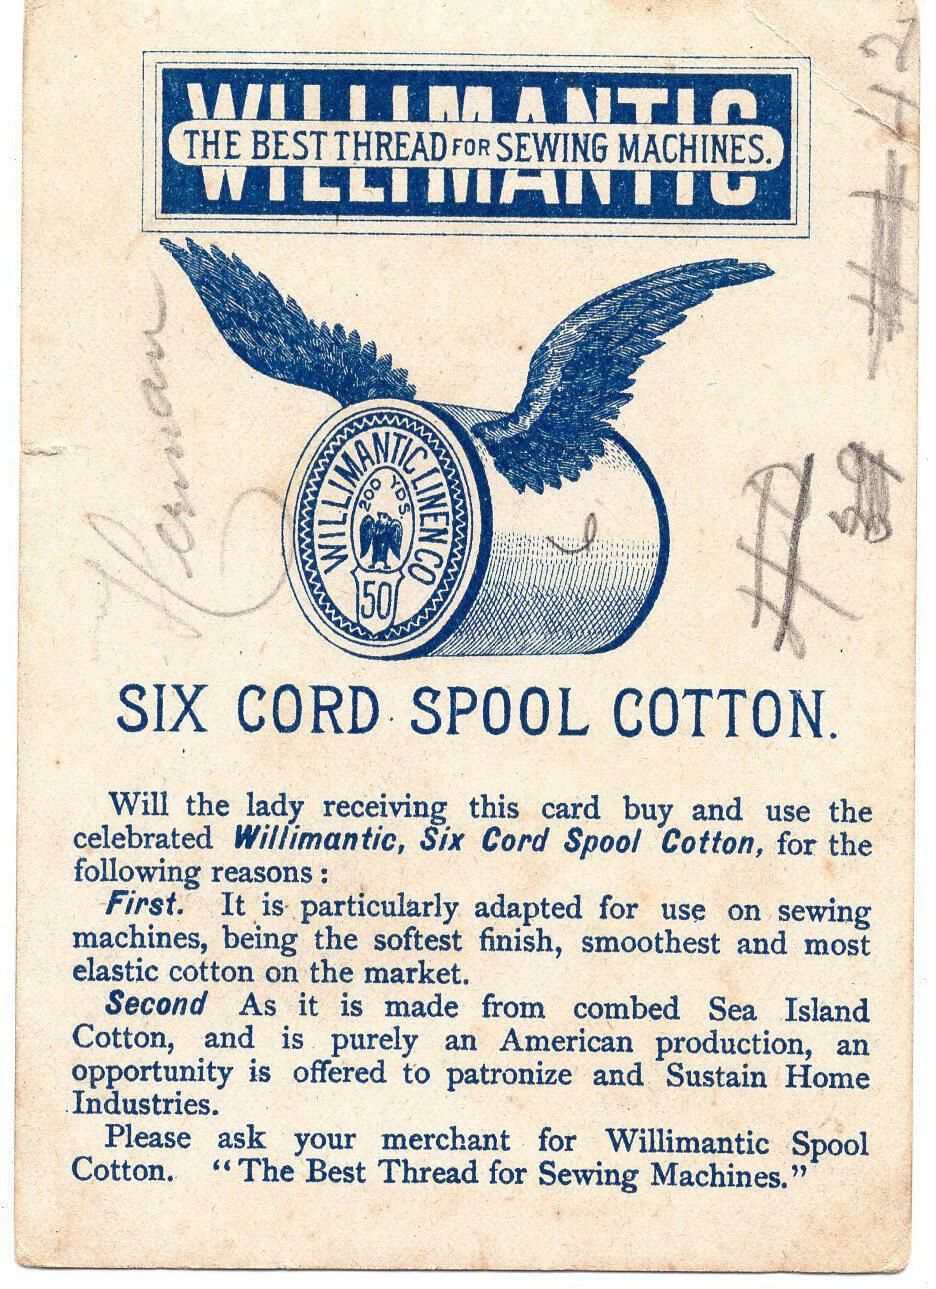 WILLIMANTIC
THE BEST THREAD FOR SEWING MACHINES.
WILLIMANTIC LINEN CO
200 YDS.
50
SIX CORD SPOOL COTTON.
Will the lady receiving this card buy and use the
celebrated Willimantic, Six Cord Spool Cotton, for the
following reasons:
First. It is particularly adapted for use on sewing
machines, being the softest finish, smoothest and most
elastic cotton on the market.
Second As it is made from combed Sea Island
Cotton, and is purely an American production, an
opportunity is offered to patronize and Sustain Home
Industries.
Please ask your merchant for Willimantic Spool
Cotton. "The Best Thread for Sewing Machines."